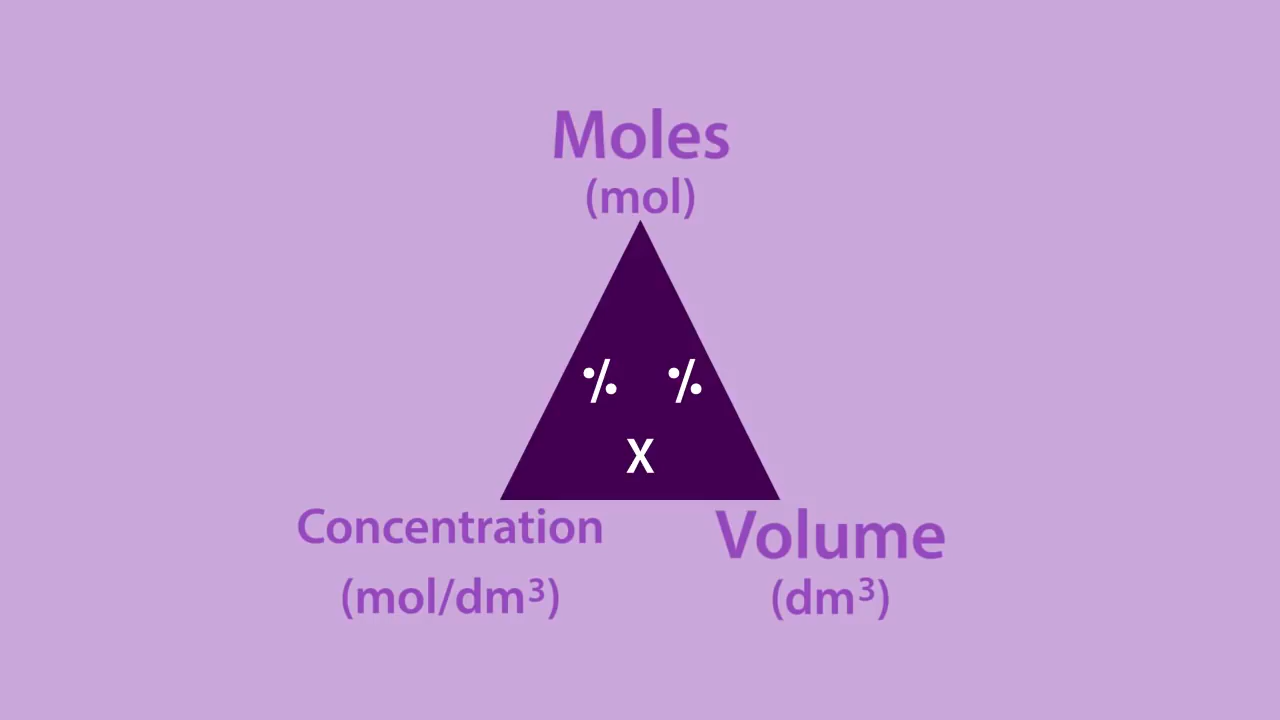 Moles
(mol)
٪ ٪
X
Concentration Volume
(mol/dm³) (dm³)